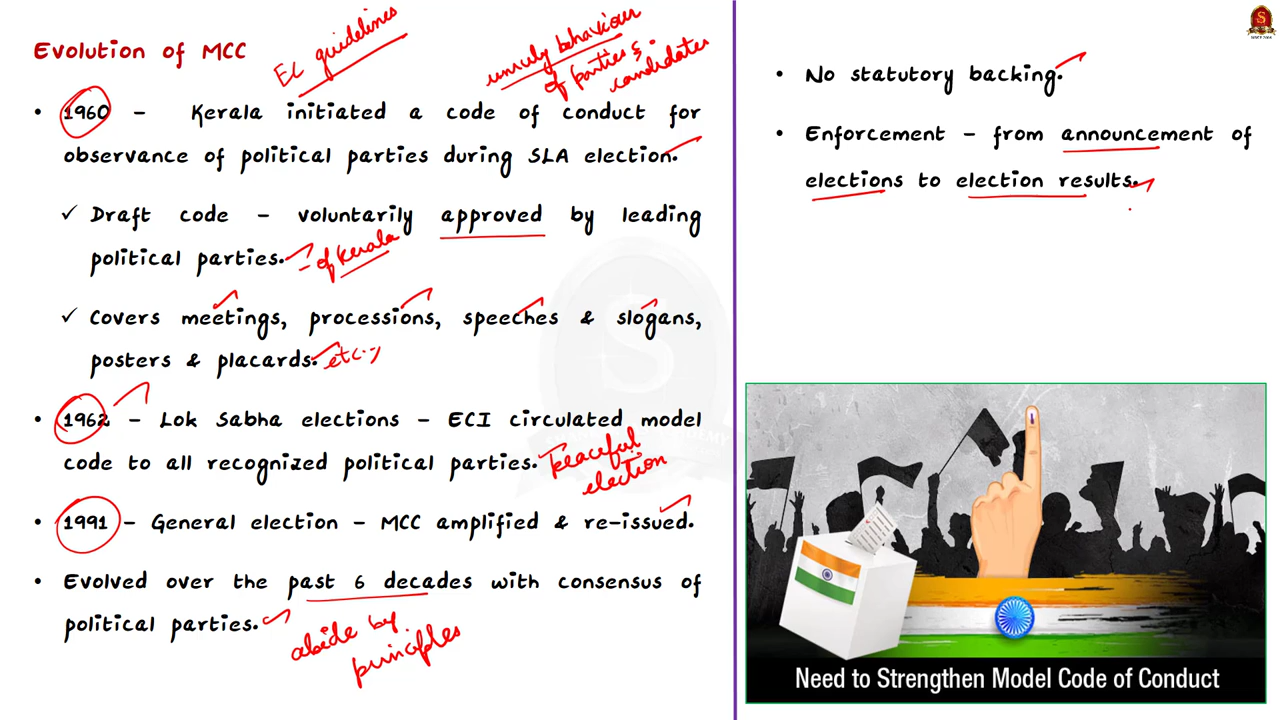 Evolution of MCC
EC guidelines
unruly behaviour
of parties &
candidates
• 1960 - Kerala initiated a code of conduct for
observance of political parties during SLA election.
✓ Draft code - voluntarily approved by leading
political parties.
- of Kerala
✓ Covers meetings, processions, speeches & slogans,
posters & placards. etc.
• 1962 - Lok Sabha elections - ECI circulated model
code to all recognized political parties.
peaceful
election
• 1991 - General election - MCC amplified & re-issued.
• Evolved over the past 6 decades with consensus of
political parties.
abide by
principles
• No statutory backing.
• Enforcement - from announcement of
elections to election results.
Need to Strengthen Model Code of Conduct